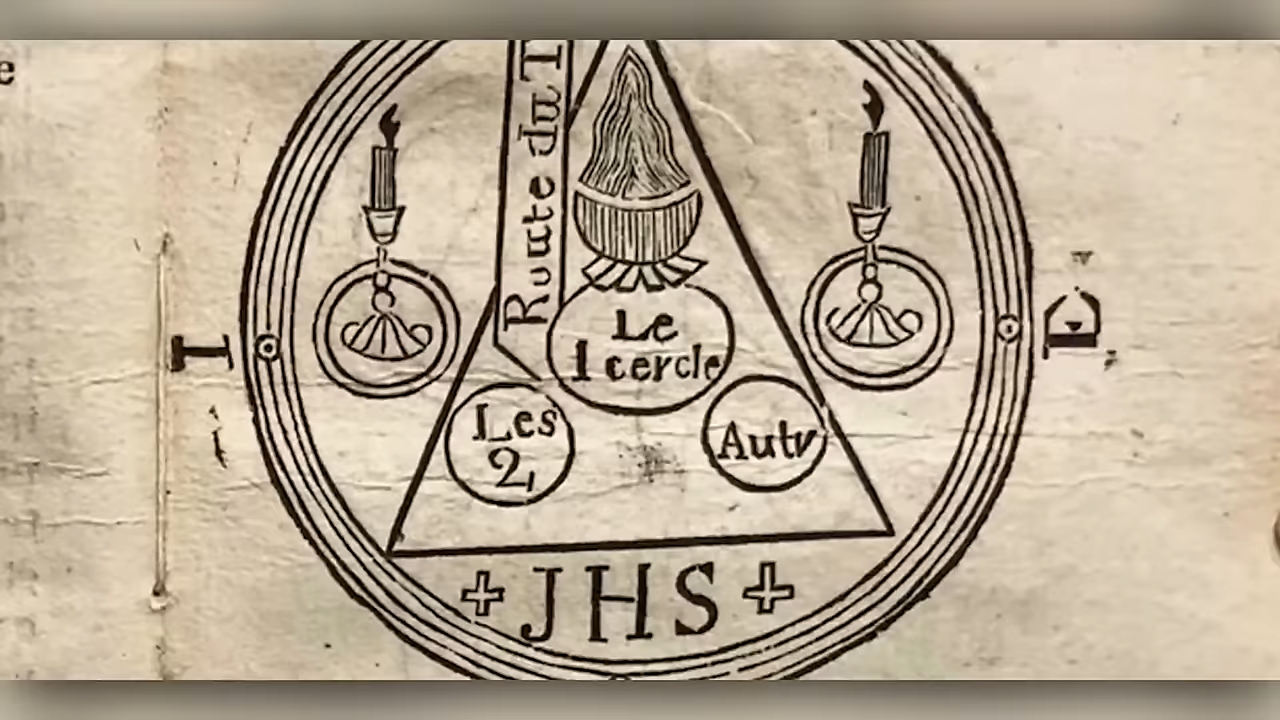 e
Route du T
Le
1 cercle
Les
2
Autr
I
D
+ JHS +